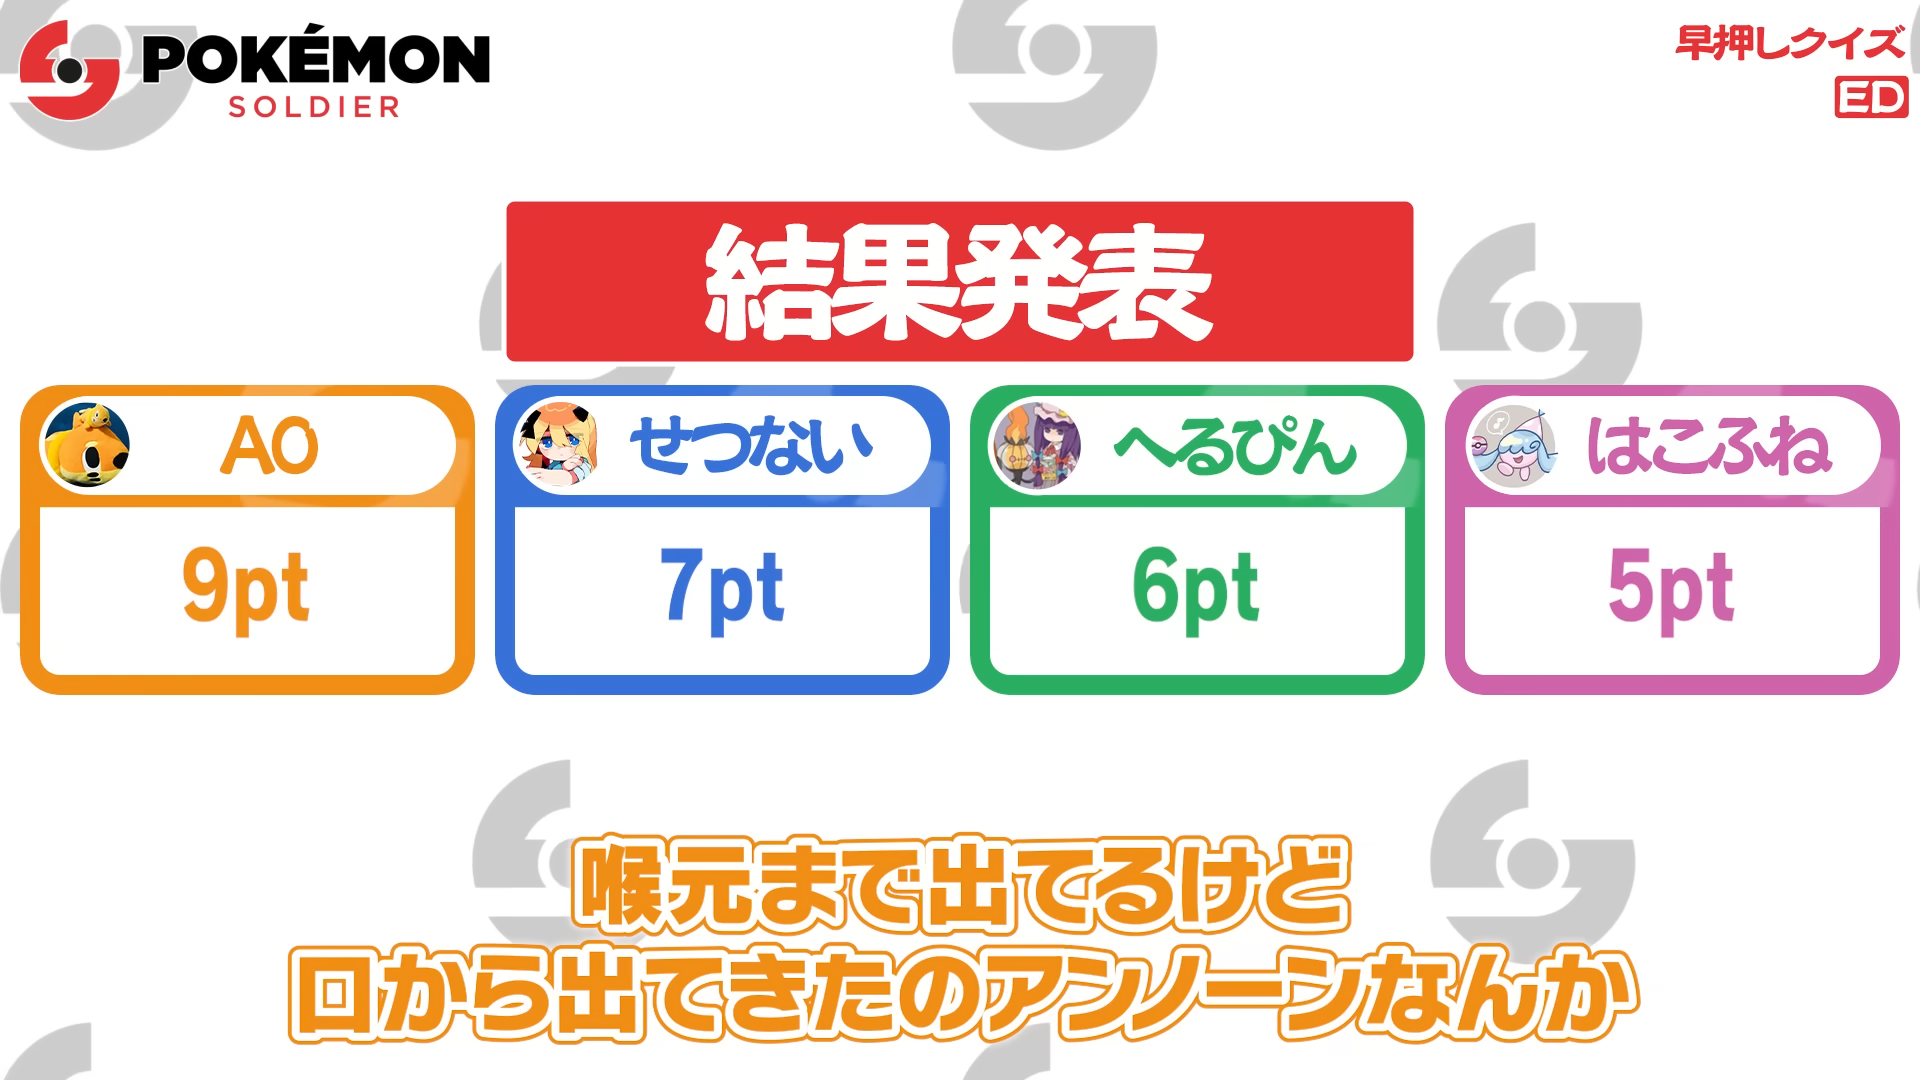 POKÉMON
SOLDIER
早押しクイズ
ED
結果発表
AO
9pt
せつない
7pt
へるぴん
6pt
はこふね
5pt
喉元まで出てるけど
口から出てきたのアンノーンなんか